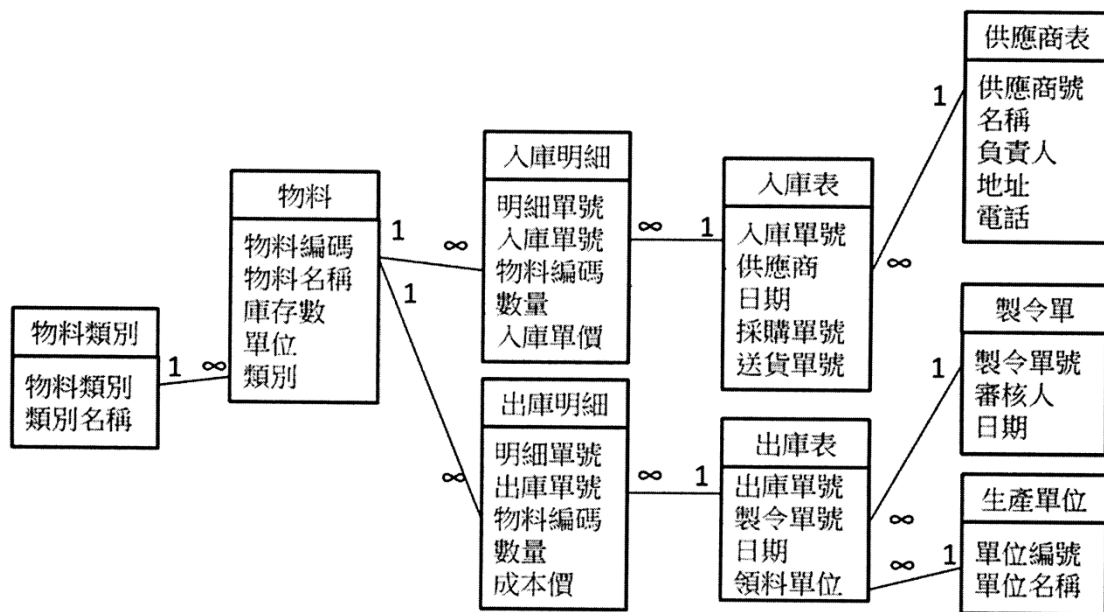 物料類別
物料類別
類別名稱
1
∞
物料
物料編碼
物料名稱
庫存數
單位
類別
1
∞
1
∞
入庫明細
明細單號
入庫單號
物料編碼
數量
入庫單價
∞
1
出庫明細
明細單號
出庫單號
物料編碼
數量
成本價
∞
1
入庫表
入庫單號
供應商
日期
採購單號
送貨單號
1
∞
出庫表
出庫單號
製令單號
日期
領料單位
1
∞
∞
1
供應商表
供應商號
名稱
負責人
地址
電話
製令單
製令單號
審核人
日期
生產單位
單位編號
單位名稱